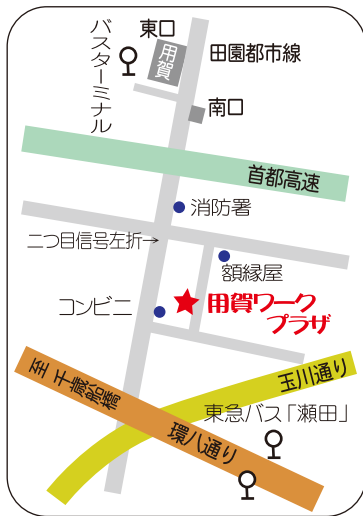 東口
用賀
田園都市線
バスターミナル
南口
首都高速
消防署
二つ目信号左折→
額縁屋
コンビニ
用賀ワーク
プラザ
玉川通り
至 千歳船橋
東急バス「瀬田」
環八通り